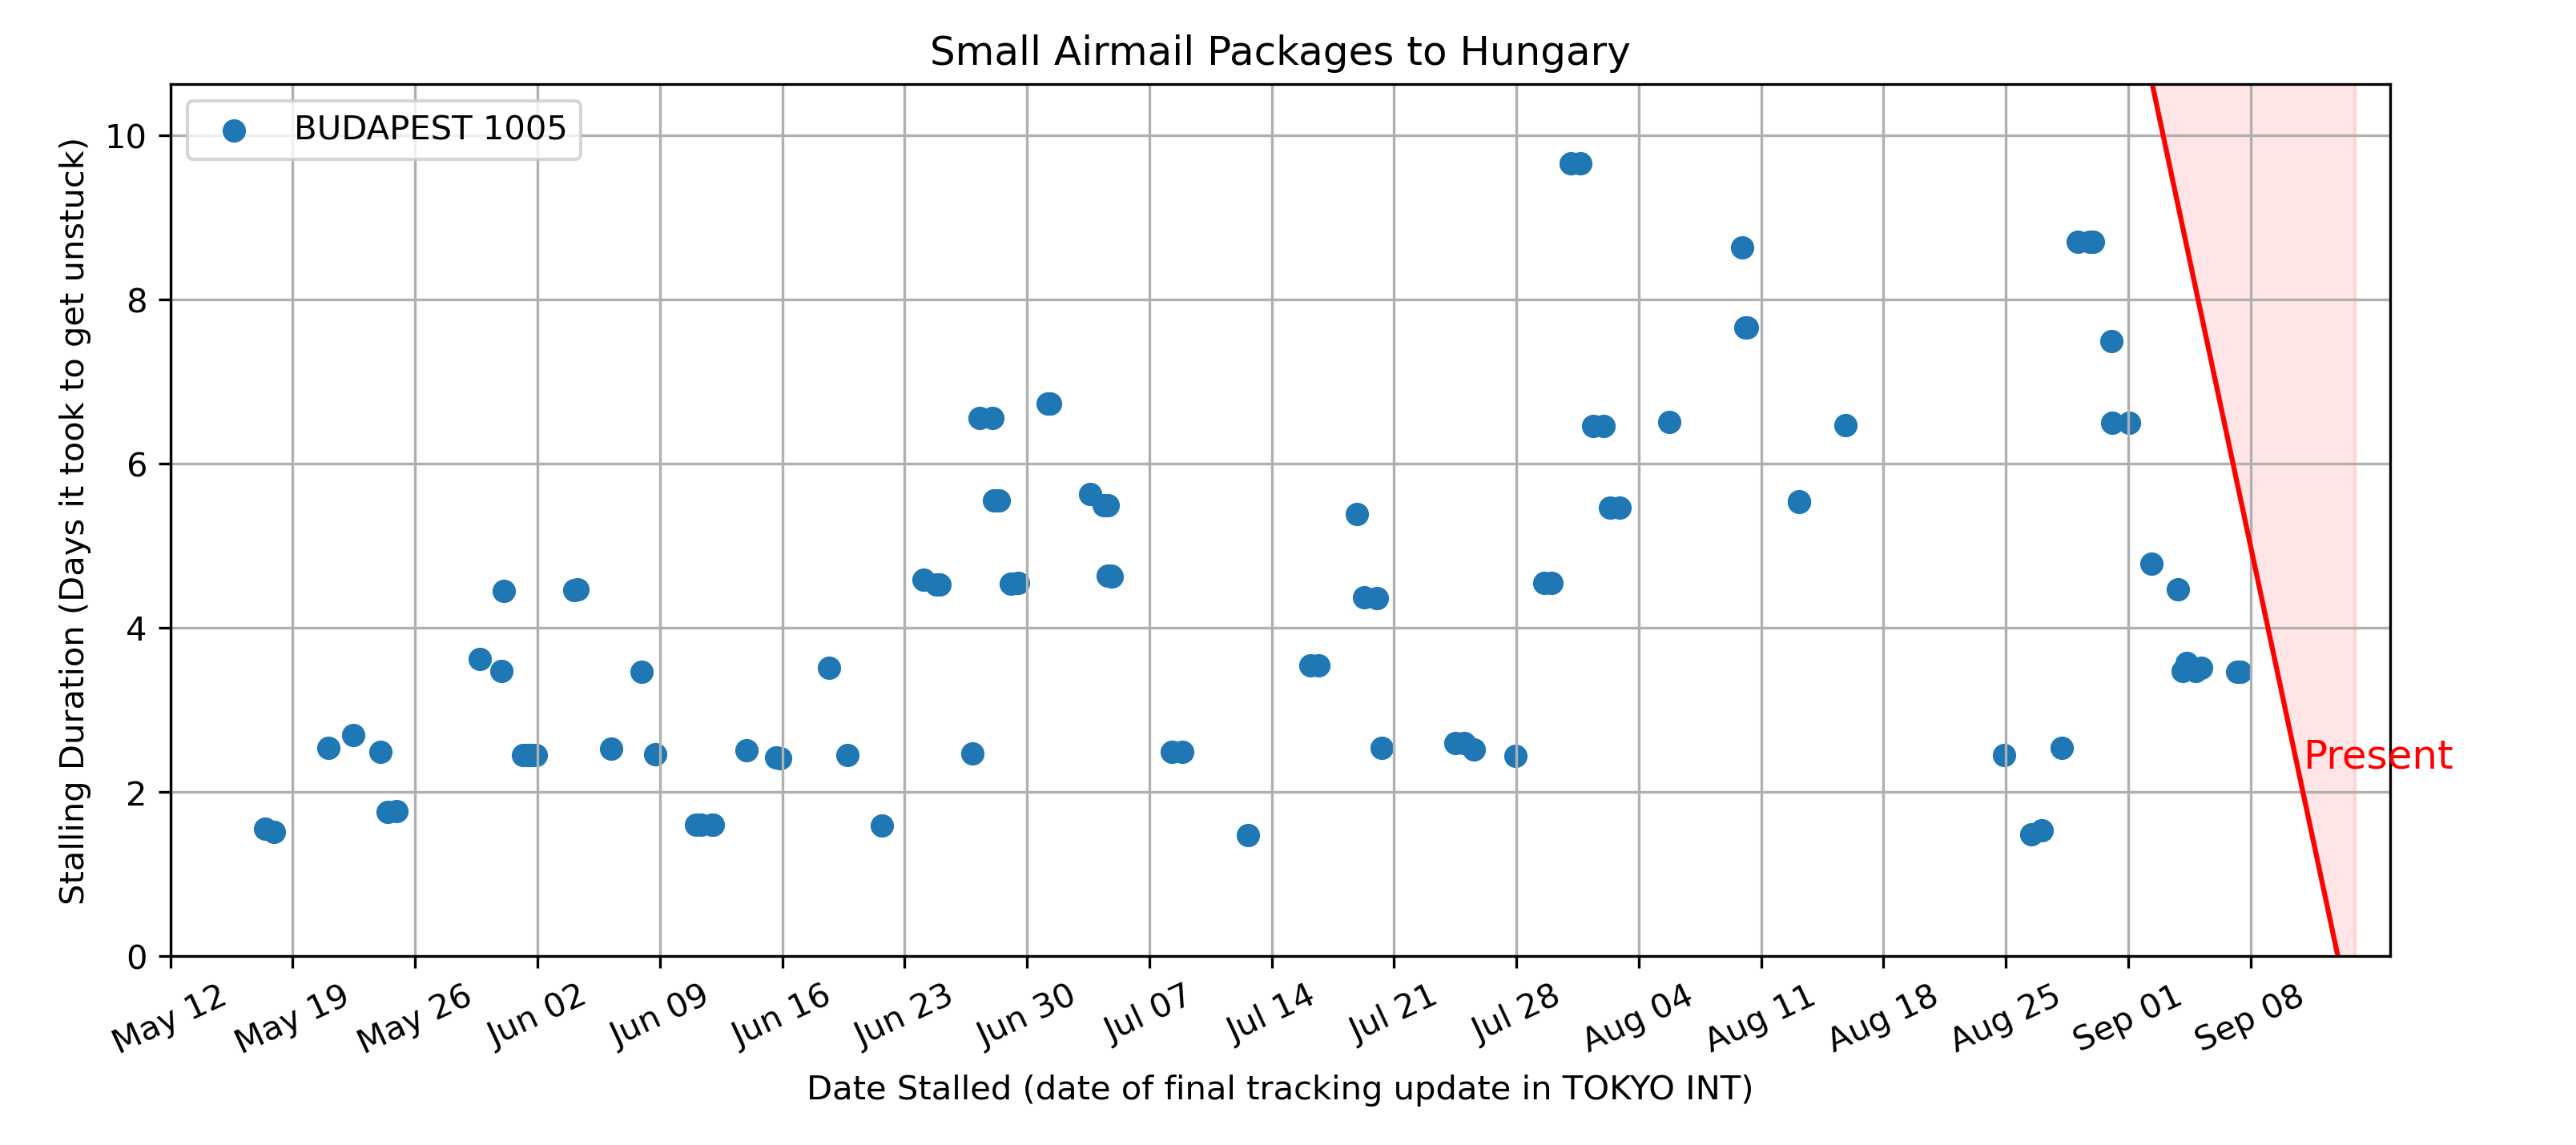 Small Airmail Packages to Hungary
BUDAPEST 1005
Stalling Duration (Days it took to get unstuck)
10
8
6
4
2
0
Present
May 12
May 19
May 26
Jun 02
Jun 09
Jun 16
Jun 23
Jun 30
Jul 07
Jul 14
Jul 21
Jul 28
Aug 04
Aug 11
Aug 18
Aug 25
Sep 01
Sep 08
Date Stalled (date of final tracking update in TOKYO INT)